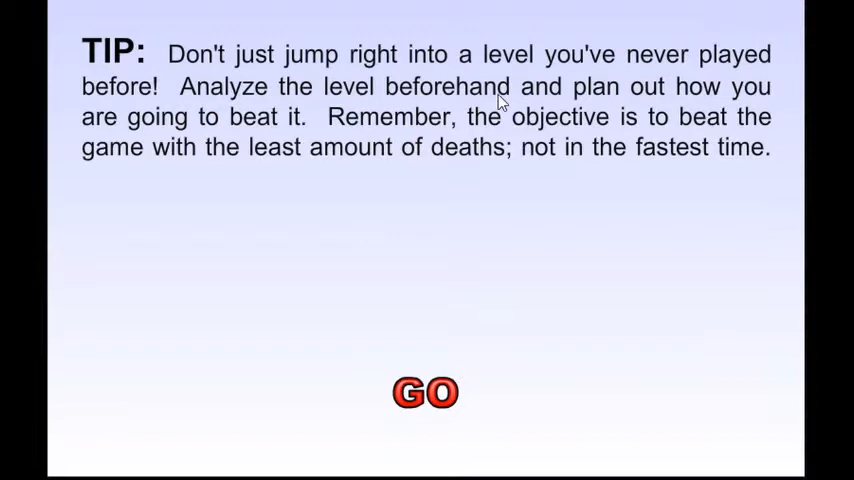 TIP: Don't just jump right into a level you've never played
before! Analyze the level beforehand and plan out how you
are going to beat it. Remember, the objective is to beat the
game with the least amount of deaths; not in the fastest time.
GO